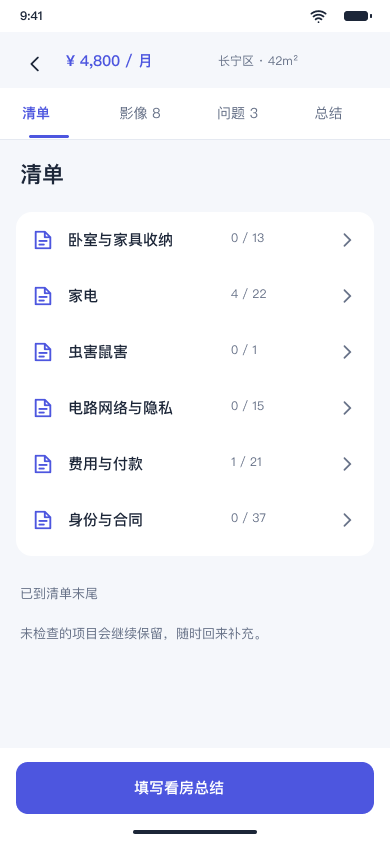 9:41
¥ 4,800 / 月 长宁区 · 42m²
清单 影像 8 问题 3 总结
清单
卧室与家具收纳 0 / 13
家电 4 / 22
虫害鼠害 0 / 1
电路网络与隐私 0 / 15
费用与付款 1 / 21
身份与合同 0 / 37
已到清单末尾
未检查的项目会继续保留，随时回来补充。
填写看房总结